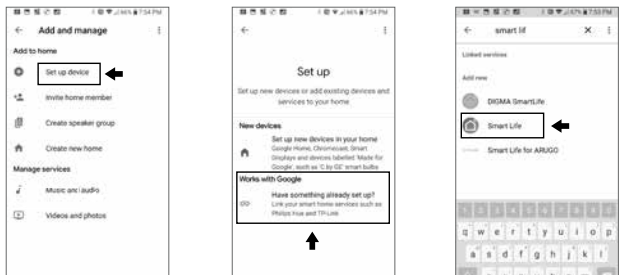 7:54 PM
Add and manage
Add to home
Set up device
Invite home member
Create speaker group
Create new home
Manage services
Music and audio
Videos and photos
7:54 PM
Set up
Set up new devices or add existing devices and
services to your home
New devices
Set up new devices in your home
Google Home, Chromecast, Smart
Displays and devices labelled 'Made for
Google', such as 'C by GE' smart bulbs
Works with Google
Have something already set up?
Link your smart home services such as
Philips Hue and TP-Link
7:53 PM
smart lif
Linked services
Add new
DIGMA SmartLife
Smart Life
Smart Life for ARUGO
q w e r t y u i o p
a s d f g h j k l